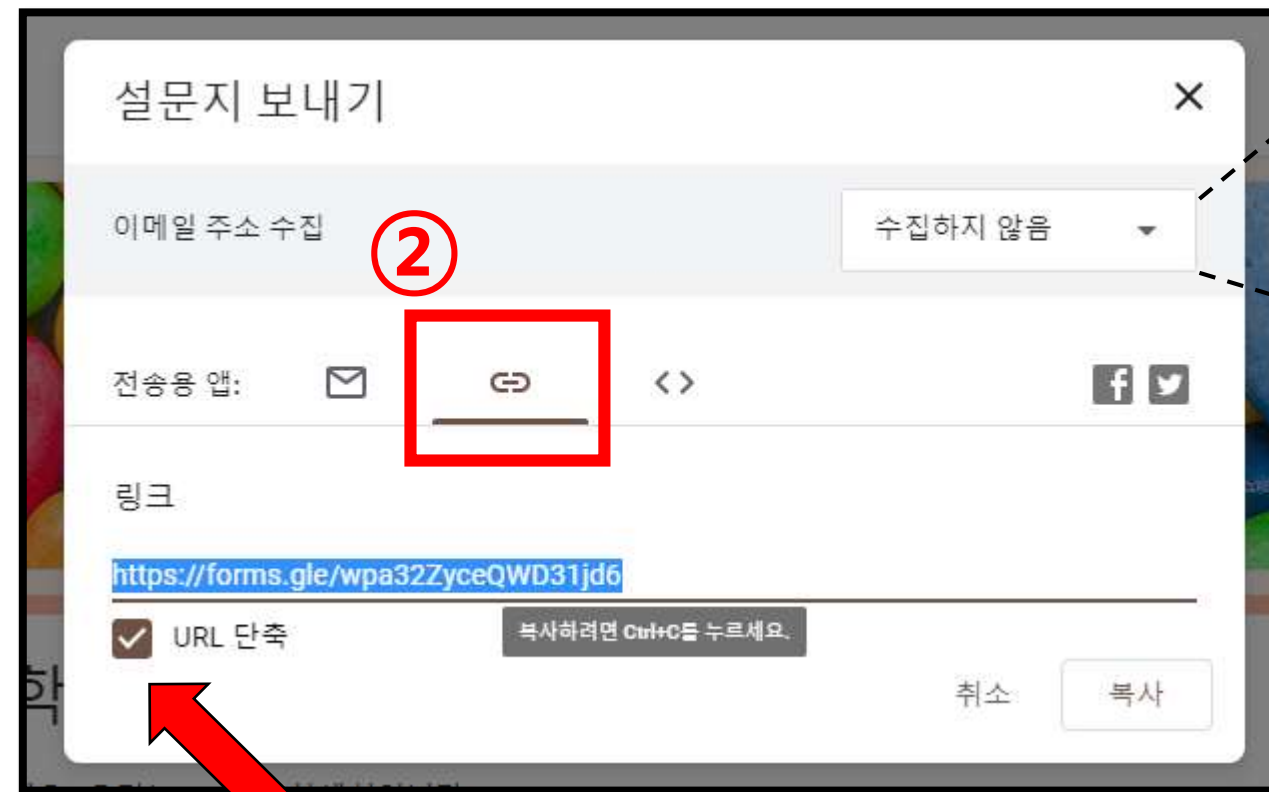 설문지 보내기
이메일 주소 수집
수집하지 않음
②
전송용 앱:
링크
https://forms.gle/wpa32ZyceQWD31jd6
URL 단축
복사하려면 Ctrl+C를 누르세요.
취소
복사